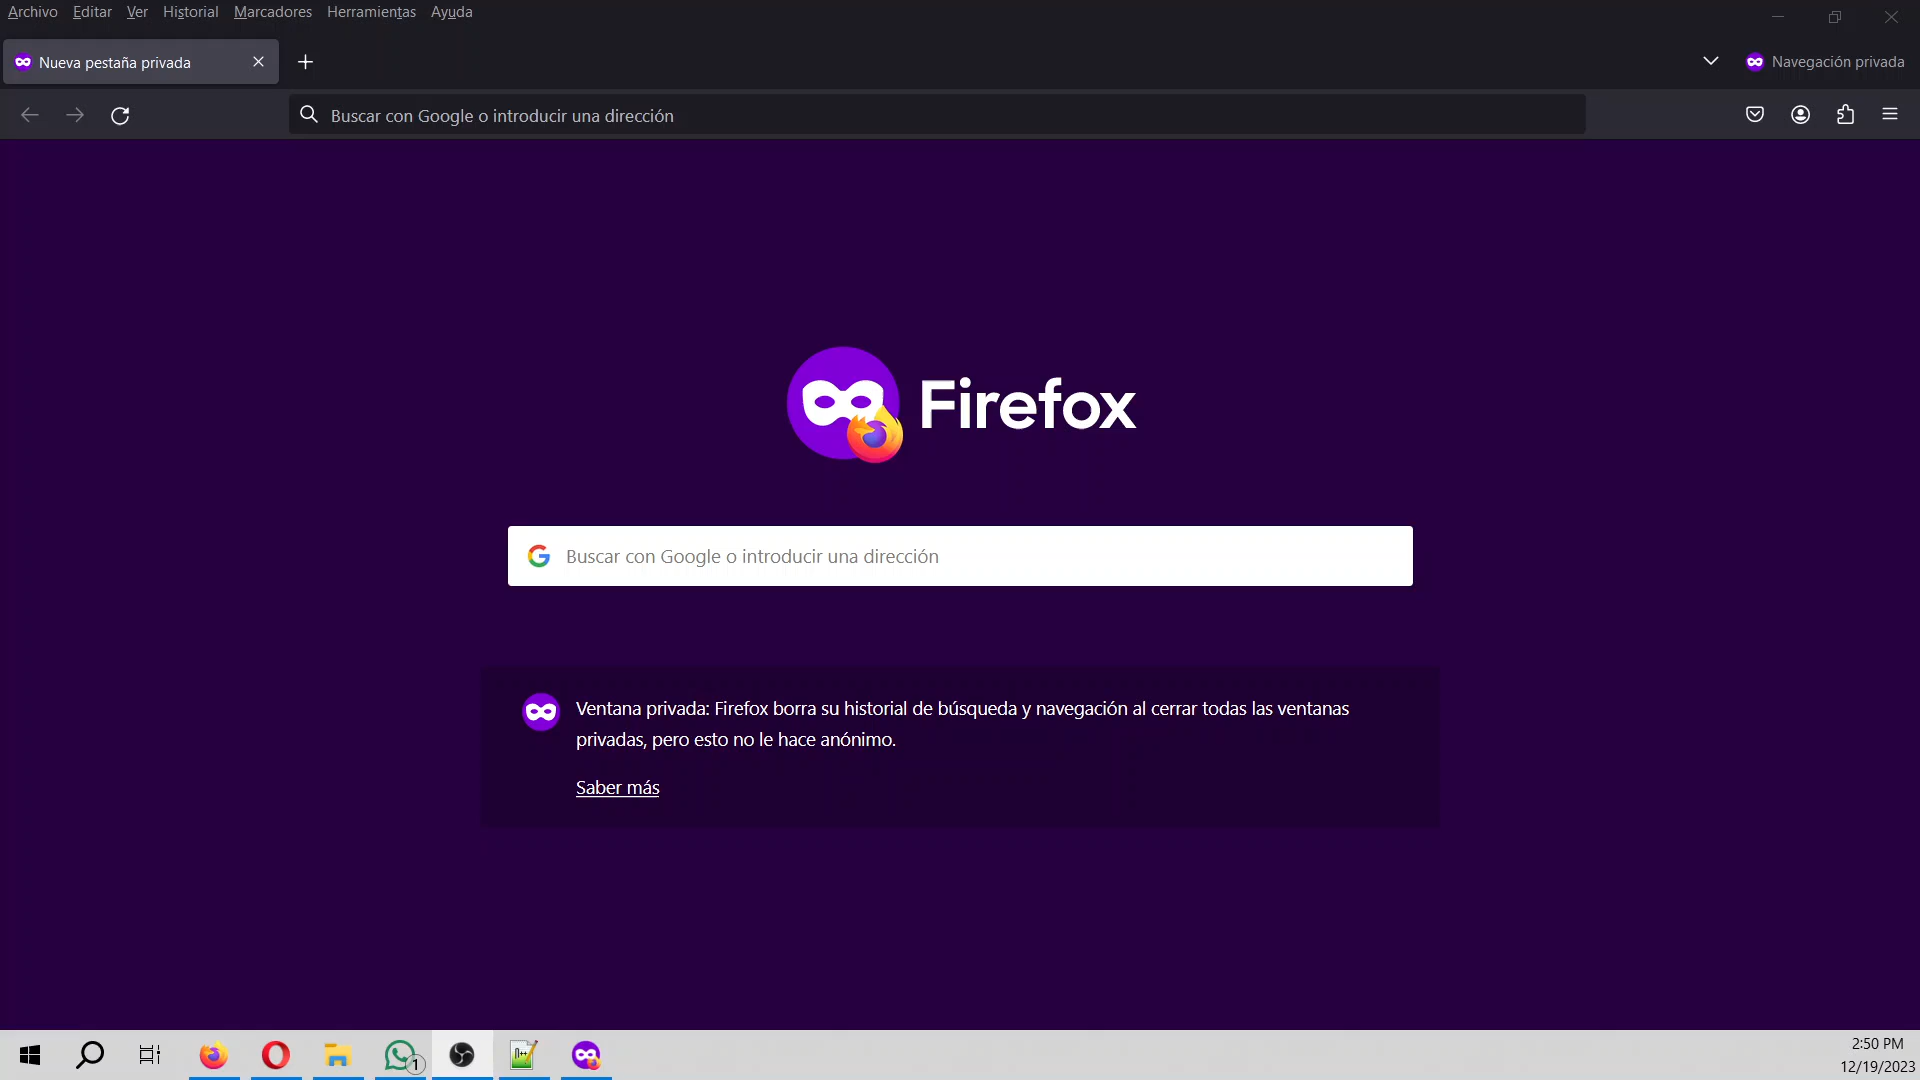 Archivo Editar Ver Historial Marcadores Herramientas Ayuda
Nueva pestaña privada
Navegación privada
Buscar con Google o introducir una dirección
Firefox
Buscar con Google o introducir una dirección
Ventana privada: Firefox borra su historial de búsqueda y navegación al cerrar todas las ventanas
privadas, pero esto no le hace anónimo.
Saber más
1
2:50 PM
12/19/2023